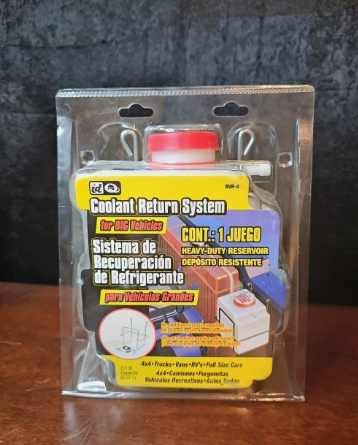 RVR-4
Coolant Return System
for BIG Vehicles
Sistema de
Recuperación
de Refrigerante
para Vehículos Grandes
CONT.: 1 JUEGO
HEAVY-DUTY RESERVOIR
DEPÓSITO RESISTENTE
4x4 • Trucks • Vans • RV's • Full Size Cars
4x4 • Camiones • Furgonetas
Vehículos Recreativos • Autos Sedán